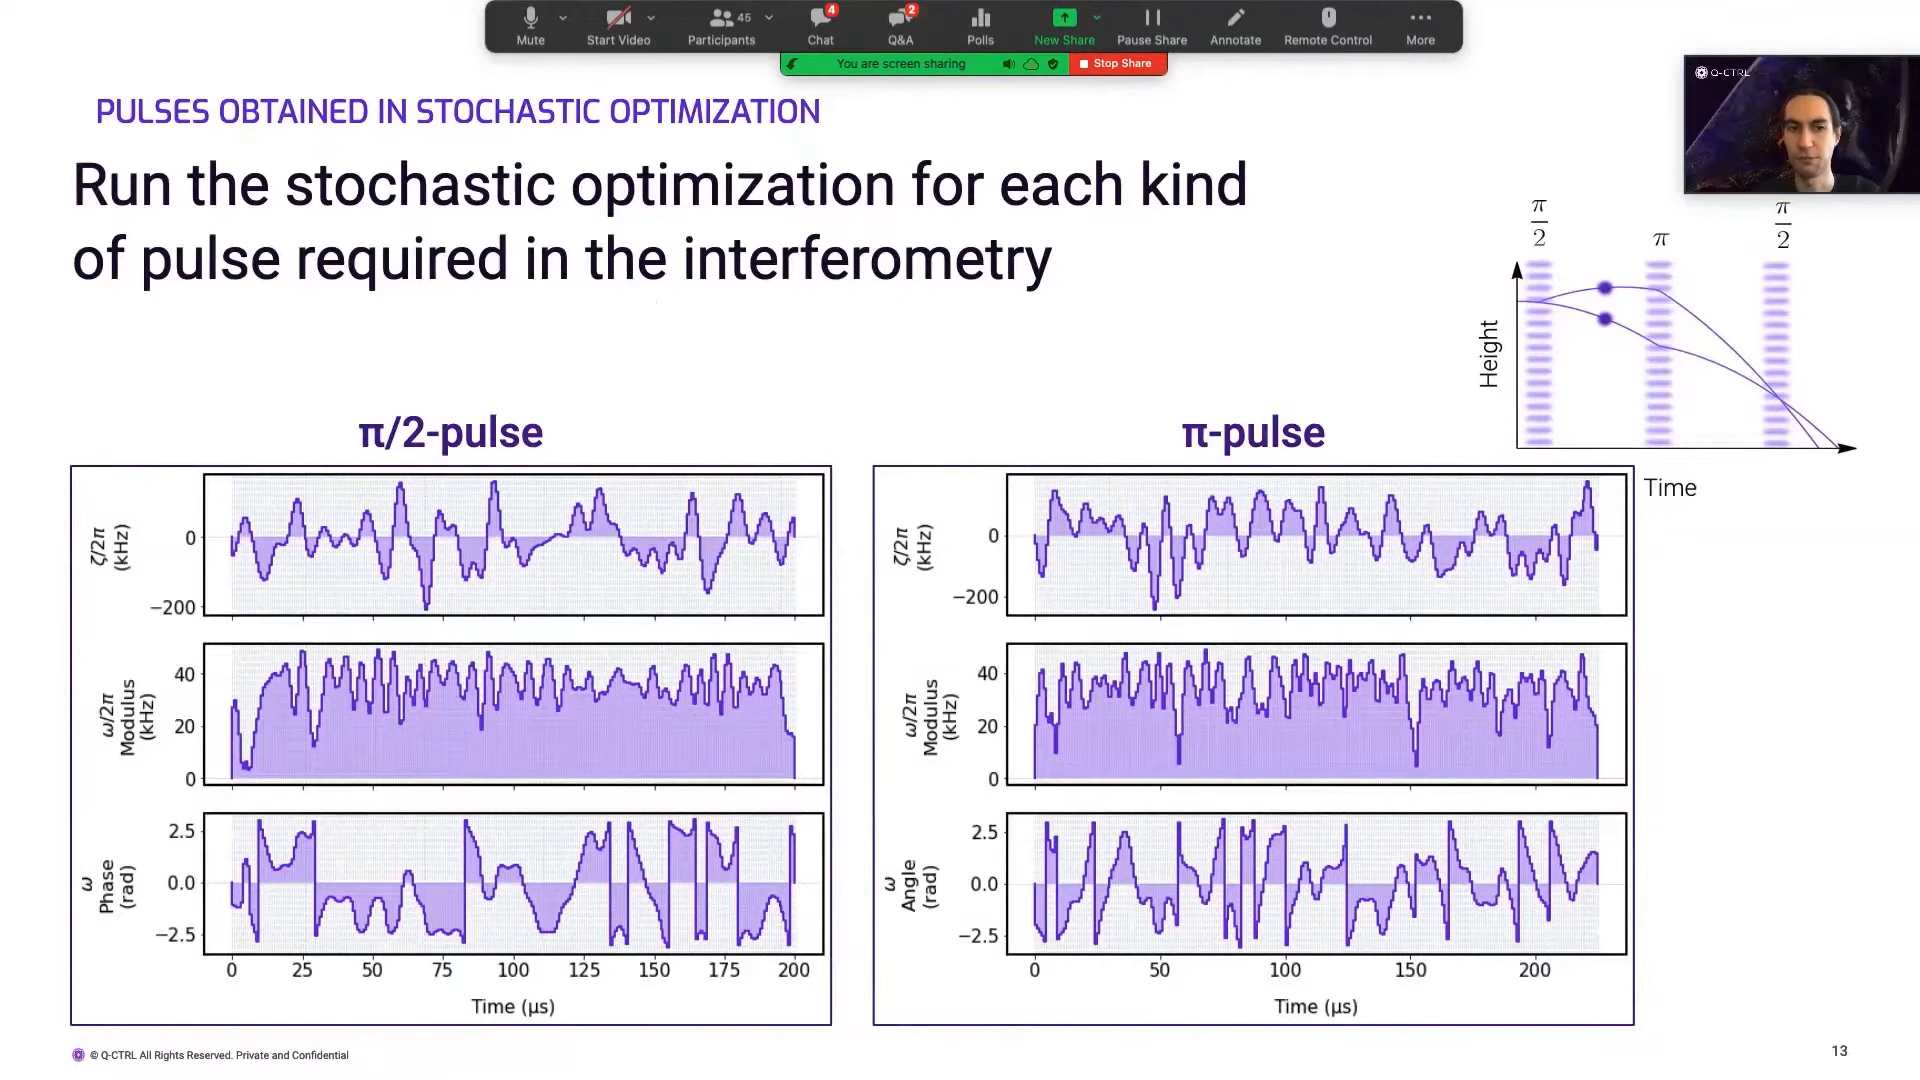 Mute
Start Video
Participants
45
Chat
4
Q&A
2
Polls
New Share
Pause Share
Annotate
Remote Control
More
You are screen sharing
Stop Share
Q-CTRL
PULSES OBTAINED IN STOCHASTIC OPTIMIZATION
Run the stochastic optimization for each kind
of pulse required in the interferometry
π/2
π
π/2
Height
Time
π/2-pulse
ζ/2π
(kHz)
0
−200
ω/2π
Modulus
(kHz)
40
20
0
ω
Phase
(rad)
2.5
0.0
−2.5
0 25 50 75 100 125 150 175 200
Time (μs)
π-pulse
ζ/2π
(kHz)
0
−200
ω/2π
Modulus
(kHz)
40
20
0
ω
Angle
(rad)
2.5
0.0
−2.5
0 50 100 150 200
Time (μs)
© Q-CTRL All Rights Reserved. Private and Confidential
13